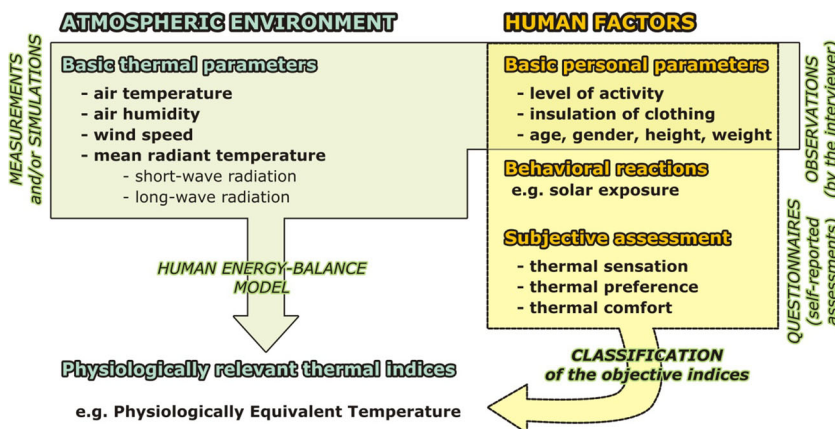 ATMOSPHERIC ENVIRONMENT
HUMAN FACTORS
MEASUREMENTS
and/or SIMULATIONS
Basic thermal parameters
- air temperature
- air humidity
- wind speed
- mean radiant temperature
- short-wave radiation
- long-wave radiation
Basic personal parameters
- level of activity
- insulation of clothing
- age, gender, height, weight
Behavioral reactions
e.g. solar exposure
Subjective assessment
- thermal sensation
- thermal preference
- thermal comfort
OBSERVATIONS
(by the interviewer)
QUESTIONNAIRES
(self-reported
assessments)
HUMAN ENERGY-BALANCE
MODEL
Physiologically relevant thermal indices
e.g. Physiologically Equivalent Temperature
CLASSIFICATION
of the objective indices